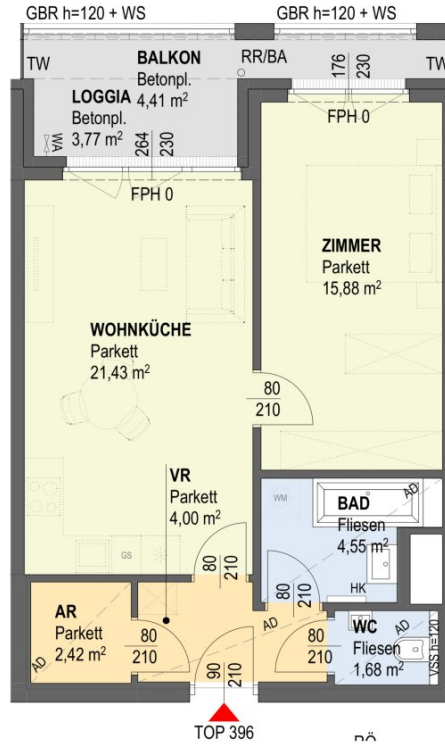 GBR h=120 + WS
GBR h=120 + WS
TW
BALKON
Betonpl.
4,41 m²
RR/BA
176
230
TW
LOGGIA
Betonpl.
3,77 m²
WA
264
230
FPH 0
FPH 0
ZIMMER
Parkett
15,88 m²
WOHNKÜCHE
Parkett
21,43 m²
80
210
VR
Parkett
4,00 m²
GS
WM
BAD
Fliesen
4,55 m²
AD
80
210
80
210
HK
AR
Parkett
2,42 m²
AD
80
210
AD
90
210
80
210
WC
Fliesen
1,68 m²
AD
VSS h=120
TOP 396